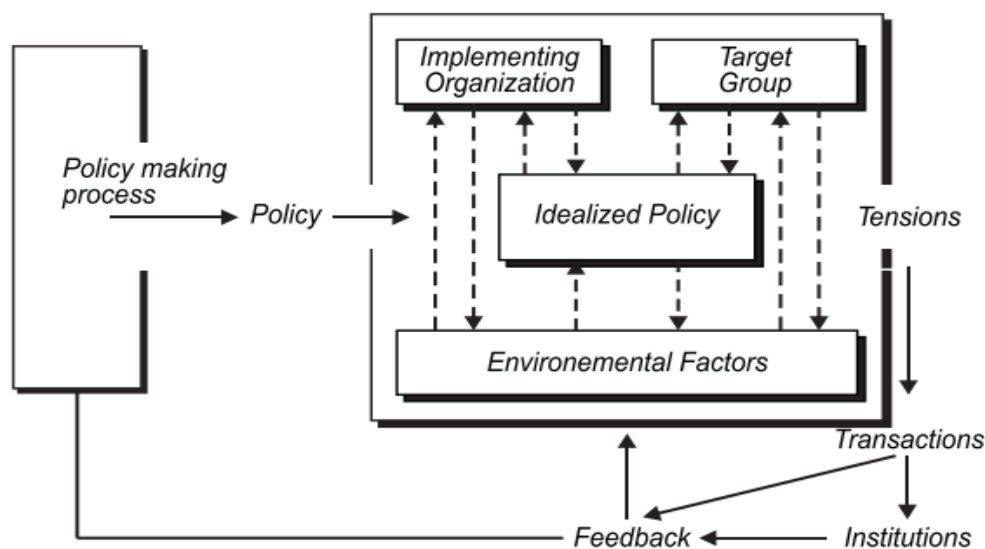 Implementing
Organization
Target
Group
Policy making
process
Policy
Idealized Policy
Tensions
Environemental Factors
Transactions
Feedback
Institutions